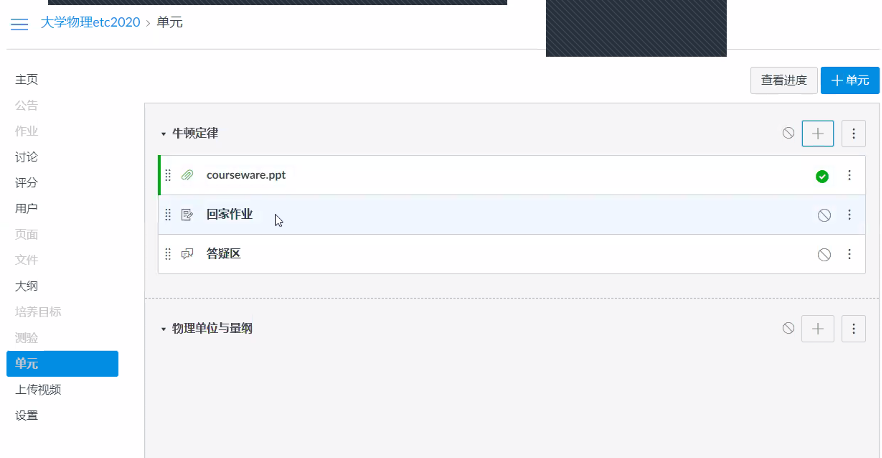 大学物理etc2020 › 单元
查看进度 + 单元
主页
公告
作业
讨论
评分
用户
页面
文件
大纲
培养目标
测验
单元
上传视频
设置
牛顿定律
courseware.ppt
回家作业
答疑区
物理单位与量纲